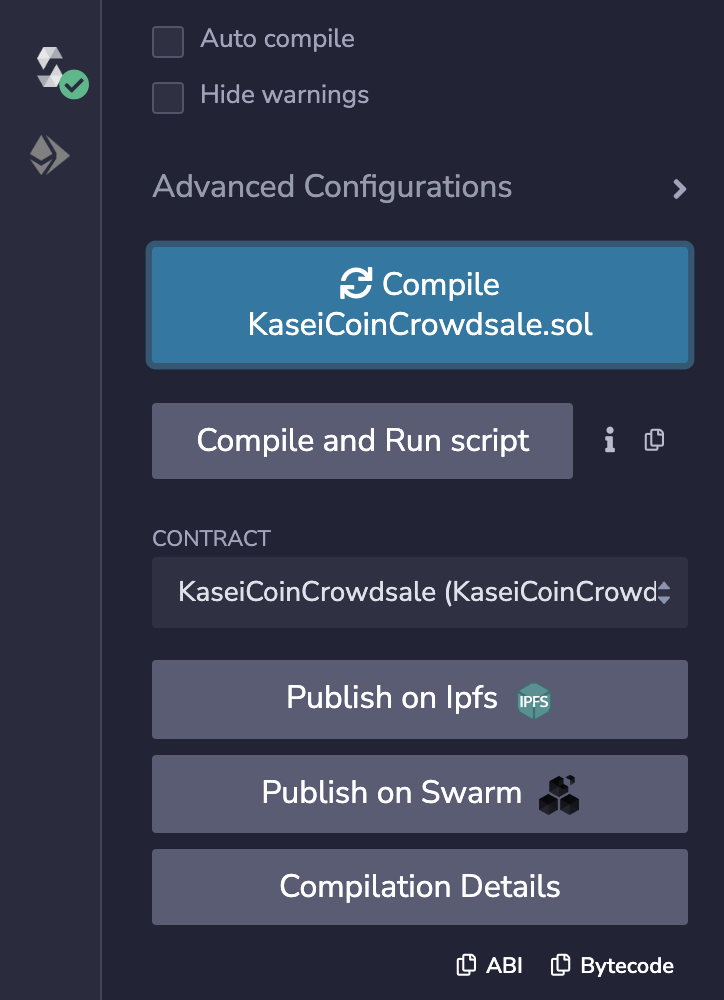 Auto compile
Hide warnings
Advanced Configurations
Compile
KaseiCoinCrowdsale.sol
Compile and Run script
CONTRACT
KaseiCoinCrowdsale (KaseiCoinCrowd
Publish on Ipfs IPFS
Publish on Swarm
Compilation Details
ABI Bytecode